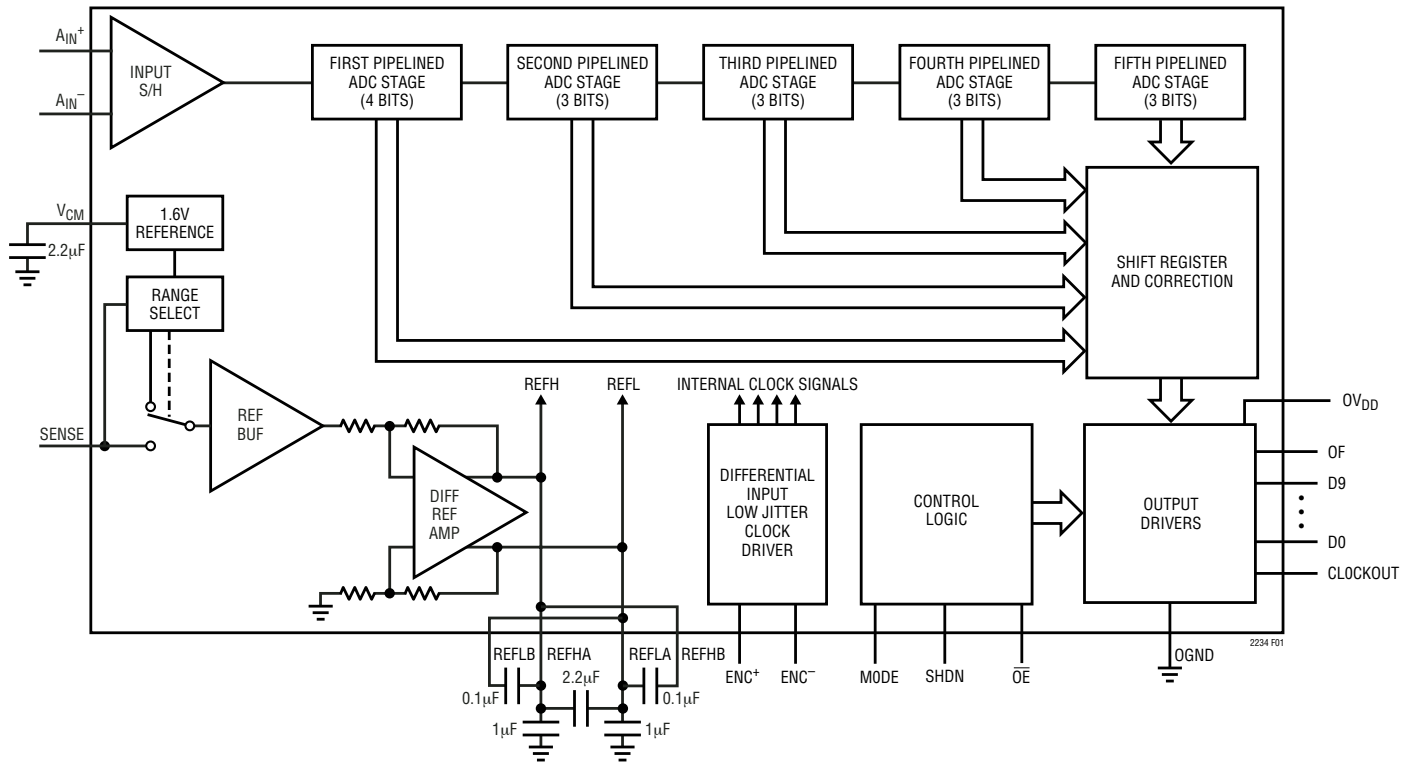 AIN+
AIN−
INPUT
S/H
FIRST PIPELINED
ADC STAGE
(4 BITS)
SECOND PIPELINED
ADC STAGE
(3 BITS)
THIRD PIPELINED
ADC STAGE
(3 BITS)
FOURTH PIPELINED
ADC STAGE
(3 BITS)
FIFTH PIPELINED
ADC STAGE
(3 BITS)
VCM
2.2µF
1.6V
REFERENCE
RANGE
SELECT
SHIFT REGISTER
AND CORRECTION
SENSE
REF
BUF
DIFF
REF
AMP
REFH
REFL
INTERNAL CLOCK SIGNALS
DIFFERENTIAL
INPUT
LOW JITTER
CLOCK
DRIVER
CONTROL
LOGIC
OUTPUT
DRIVERS
OVDD
OF
D9
D0
CLOCKOUT
2234 F01
OGND
REFLB
REFHA
REFLA
REFHB
0.1µF
2.2µF
0.1µF
1µF
1µF
ENC+
ENC−
MODE
SHDN
O̅E̅